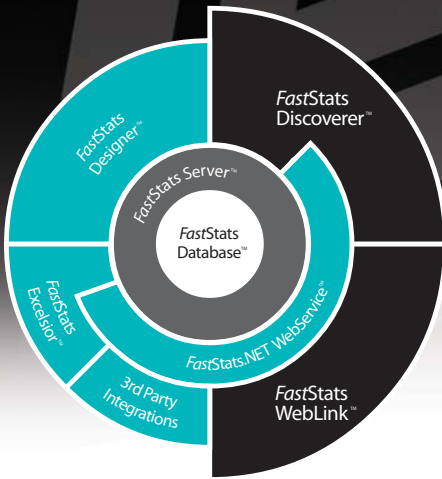 FastStats
Discoverer™
FastStats
Designer™
FastStats Server™
FastStats
Database™
FastStats
Excelsior™
FastStats.NET WebService™
3rd Party
Integrations
FastStats
WebLink™